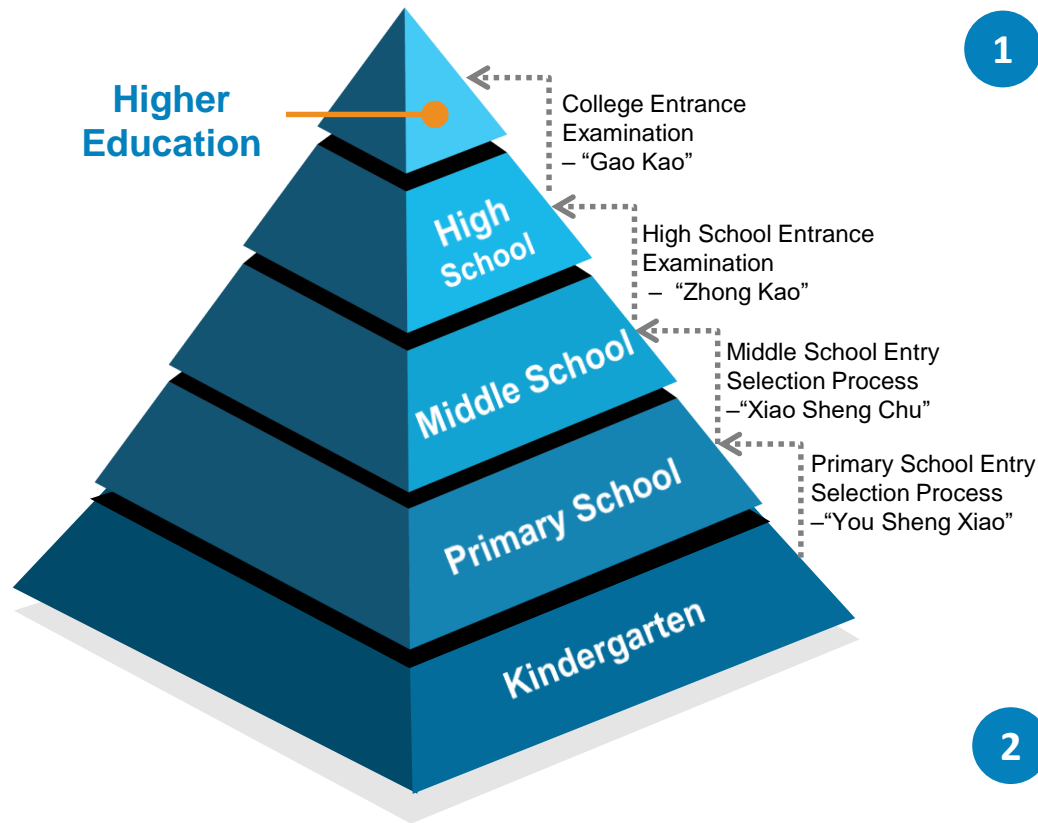 1
Higher
Education
College Entrance
Examination
– “Gao Kao”
High
School
High School Entrance
Examination
– “Zhong Kao”
Middle School
Middle School Entry
Selection Process
–“Xiao Sheng Chu”
Primary School
Primary School Entry
Selection Process
–“You Sheng Xiao”
Kindergarten
2